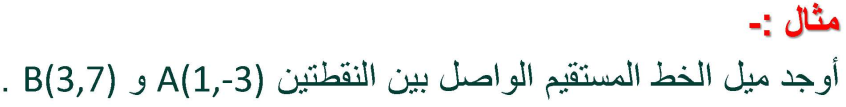 مثال :-
أوجد ميل الخط المستقيم الواصل بين النقطتين A(1,-3) و B(3,7) .